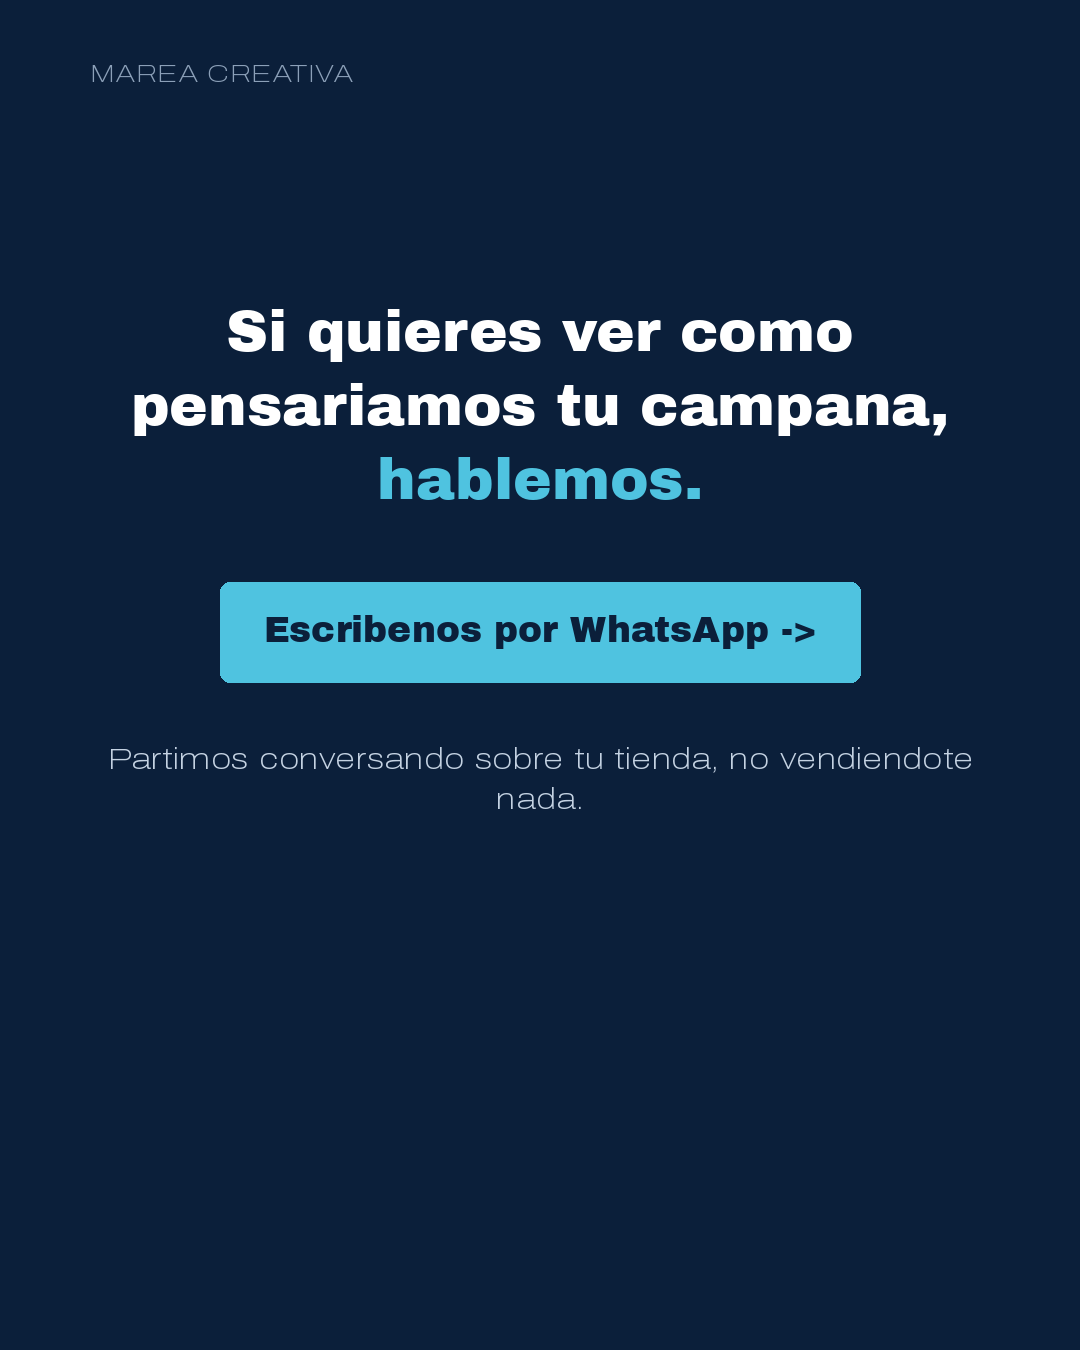 MAREA CREATIVA
Si quieres ver como
pensariamos tu campana,
hablemos.
Escribenos por WhatsApp ->
Partimos conversando sobre tu tienda, no vendiendote
nada.